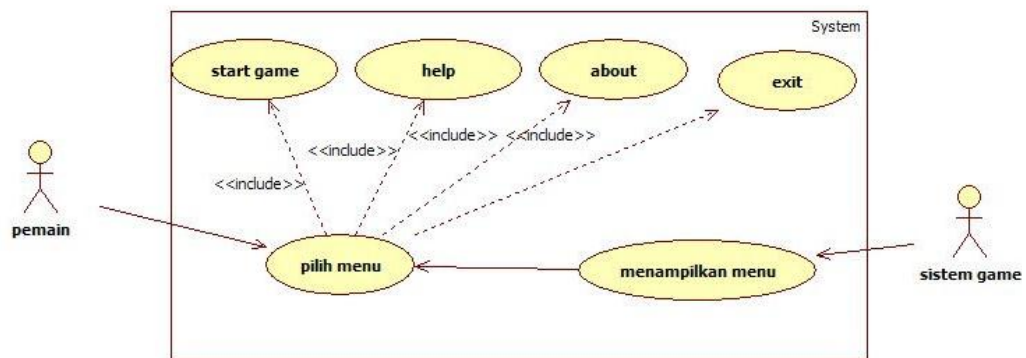 System
start game
help
about
exit
<<include>>
<<include>>
<<include>>
<<include>>
pemain
pilih menu
menampilkan menu
sistem game